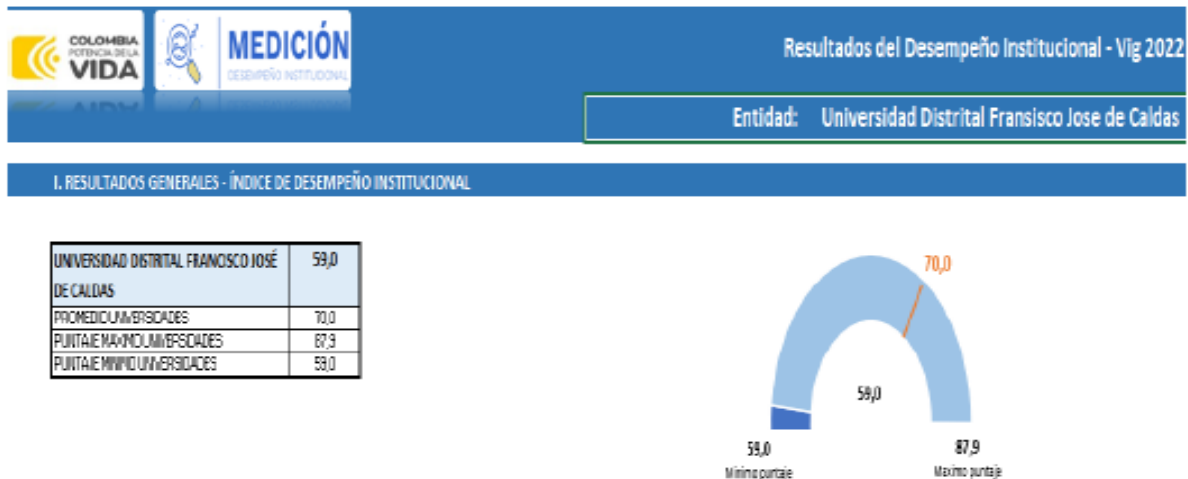 COLOMBIA
POTENCIA DE LA
VIDA
MEDICIÓN
DESEMPEÑO INSTITUCIONAL
Resultados del Desempeño Institucional - Vig 2022
Entidad: Universidad Distrital Fransisco Jose de Caldas
I. RESULTADOS GENERALES - ÍNDICE DE DESEMPEÑO INSTITUCIONAL
UNIVERSIDAD DISTRITAL FRANCISCO JOSÉ 59,0
DE CALDAS
PROMEDIO UNIVERSIDADES 70,0
PUNTAJE MAXIMO UNIVERSIDADES 87,9
PUNTAJE MINIMO UNIVERSIDADES 59,0
70,0
59,0
59,0 87,9
Minimo puntaje Maximo puntaje